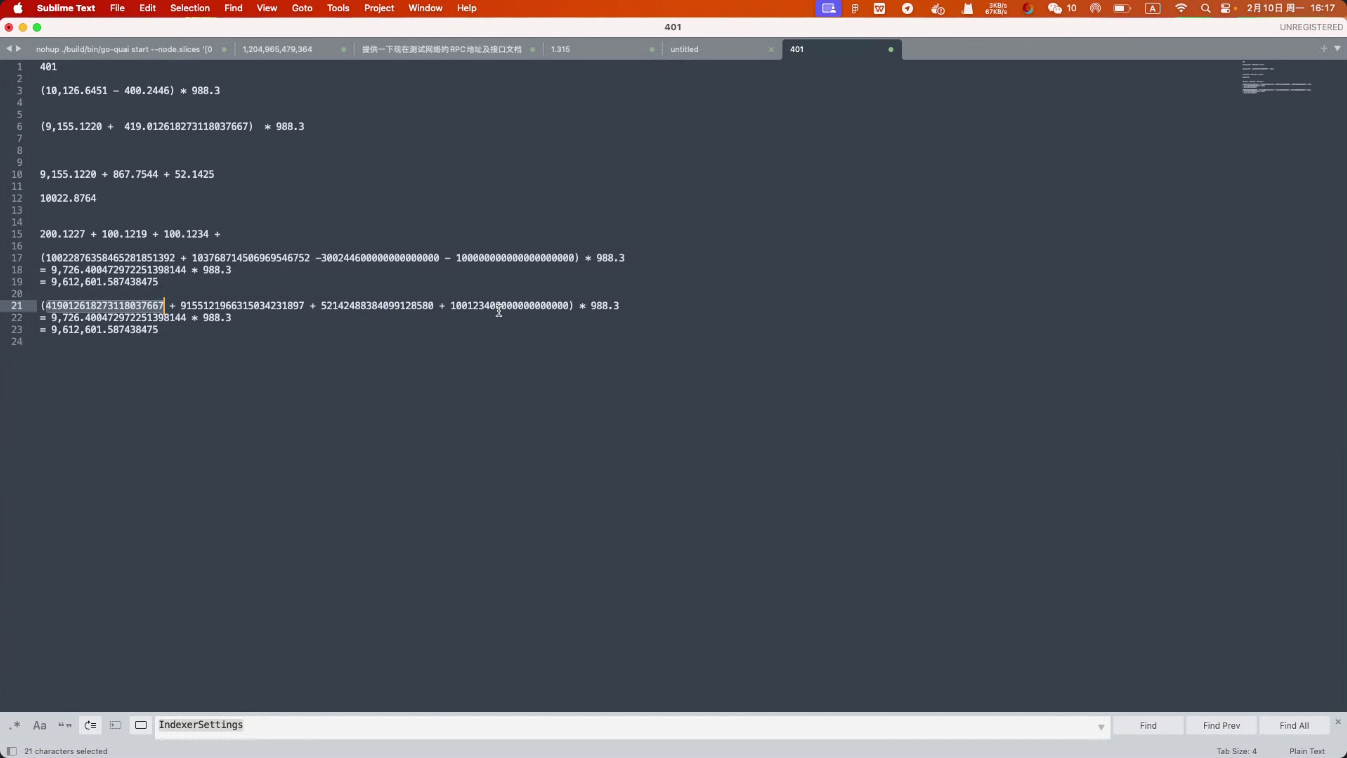 Sublime Text File Edit Selection Find View Goto Tools Project Window Help 3KB/s 67KB/s 10 A 2月10日 周一 16:17
401 UNREGISTERED
nohup ./build/bin/go-quai start --node.slices '[0 1,204,965,479,364 提供一下现在测试网络的RPC地址及接口文档 1.315 untitled 401
1 401
2
3 (10,126.6451 - 400.2446) * 988.3
4
5
6 (9,155.1220 + 419.012618273118037667) * 988.3
7
8
9
10 9,155.1220 + 867.7544 + 52.1425
11
12 10022.8764
13
14
15 200.1227 + 100.1219 + 100.1234 +
16
17 (10022876358465281851392 + 103768714506969546752 -300244600000000000000 - 100000000000000000000) * 988.3
18 = 9,726.400472972251398144 * 988.3
19 = 9,612,601.587438475
20
21 (419012618273118037667 + 9155121966315034231897 + 52142488384099128580 + 100123400000000000000) * 988.3
22 = 9,726.400472972251398144 * 988.3
23 = 9,612,601.587438475
24
.* Aa “” IndexerSettings Find Find Prev Find All
21 characters selected Tab Size: 4 Plain Text